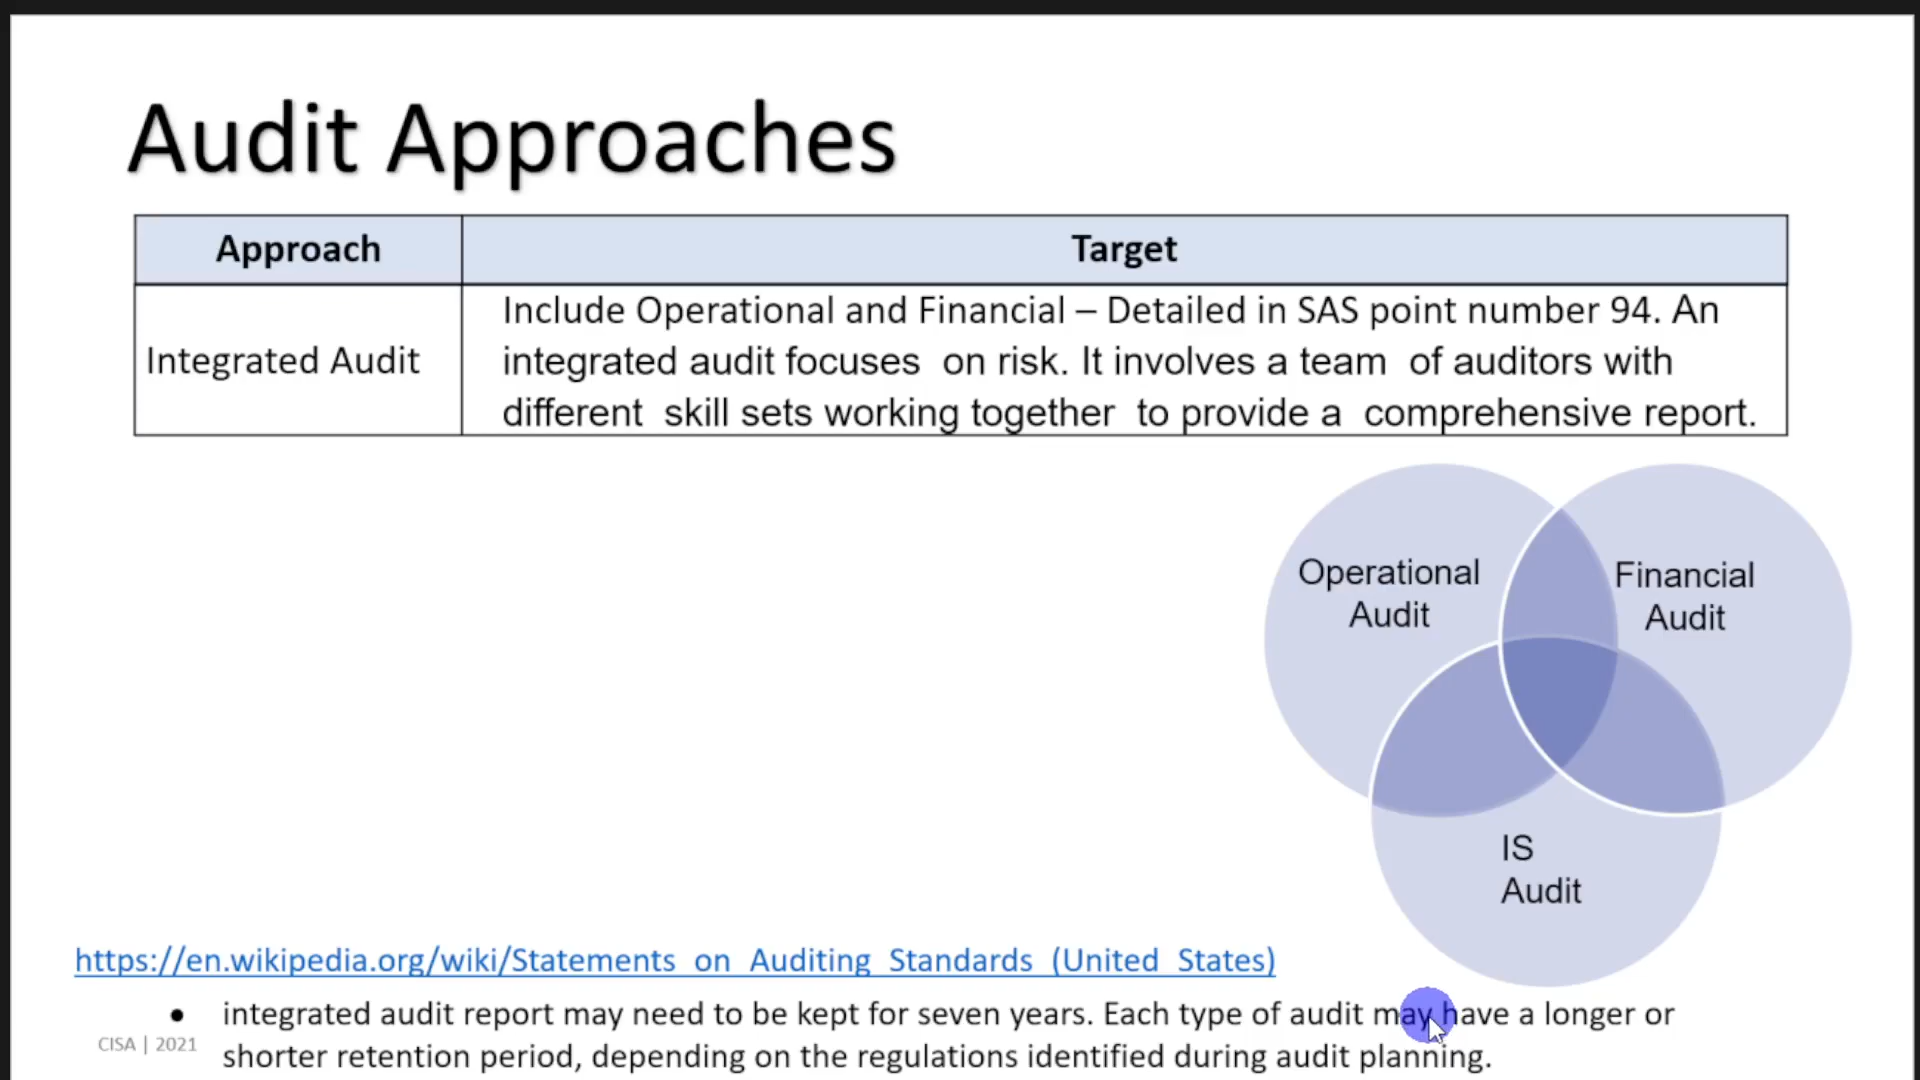 Audit Approaches
Approach
Target
Integrated Audit
Include Operational and Financial – Detailed in SAS point number 94. An
integrated audit focuses  on risk. It involves a team  of auditors with
different  skill sets working together  to provide a  comprehensive report.
Operational
Audit
Financial
Audit
IS
Audit
https://en.wikipedia.org/wiki/Statements_on_Auditing_Standards_(United_States)
• integrated audit report may need to be kept for seven years. Each type of audit may have a longer or
shorter retention period, depending on the regulations identified during audit planning.
CISA | 2021